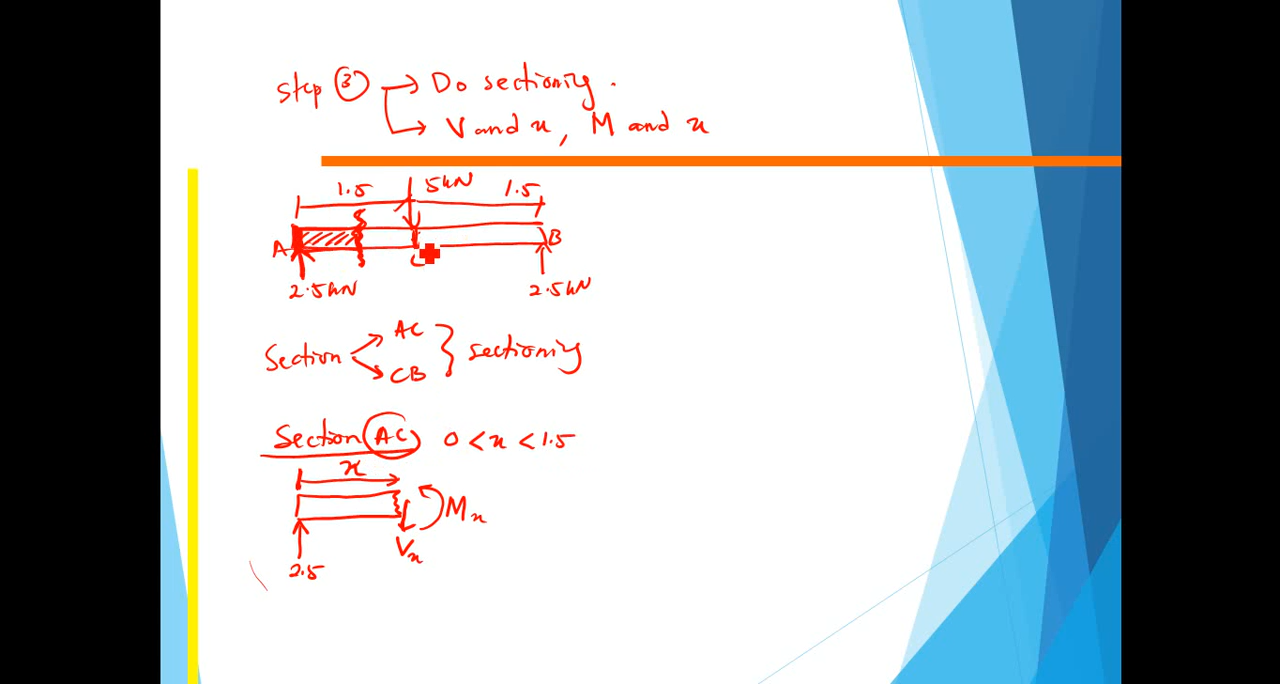 Step 3 → Do sectioning.
→ V and x, M and x
1.5 5kN 1.5
A B
C
2.5kN 2.5kN
Section AC
CB } sectioning
Section AC 0 < x < 1.5
x
Mx
Vx
2.5